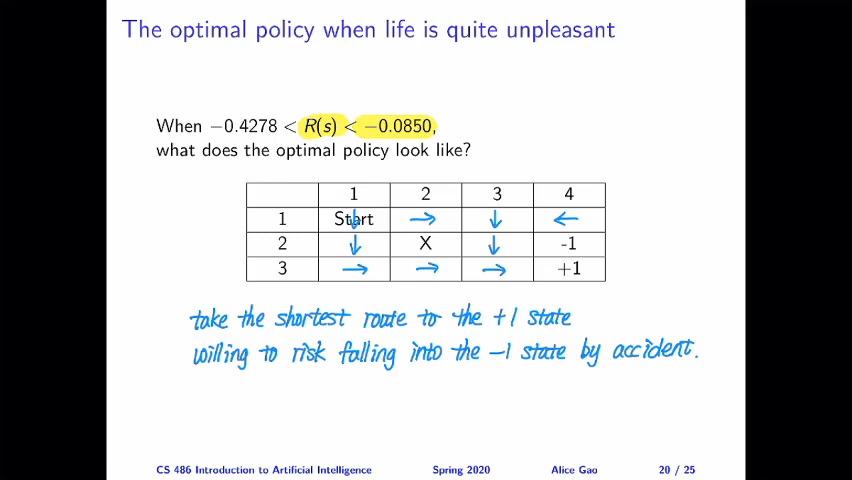 The optimal policy when life is quite unpleasant
When −0.4278 < R(s) < −0.0850,
what does the optimal policy look like?
1 2 3 4
1 Start ↓ → ↓ ←
2 ↓ X ↓ -1
3 → → → +1
take the shortest route to the +1 state
willing to risk falling into the −1 state by accident.
CS 486 Introduction to Artificial Intelligence Spring 2020 Alice Gao 20 / 25